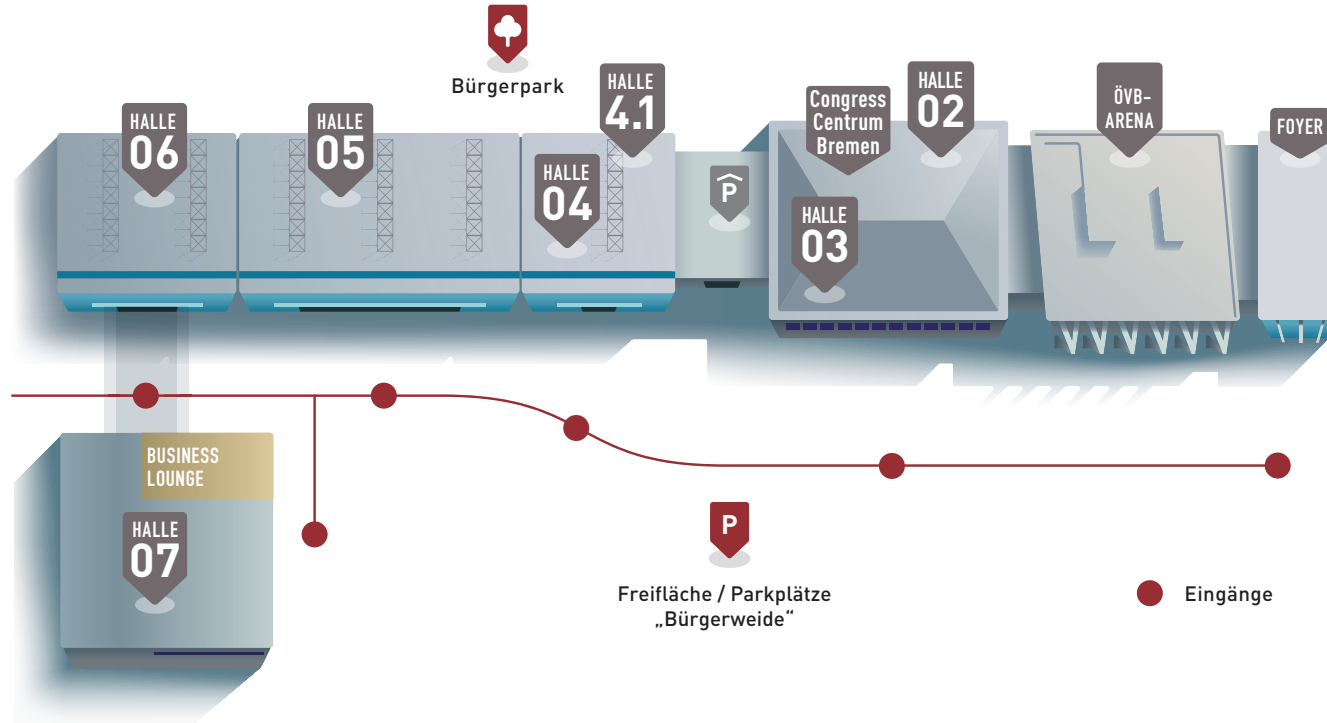 Bürgerpark
HALLE
06
HALLE
05
HALLE
4.1
HALLE
04
P
Congress
Centrum
Bremen
HALLE
02
HALLE
03
ÖVB-
ARENA
FOYER
BUSINESS
LOUNGE
HALLE
07
P
Freifläche / Parkplätze
„Bürgerweide“
Eingänge